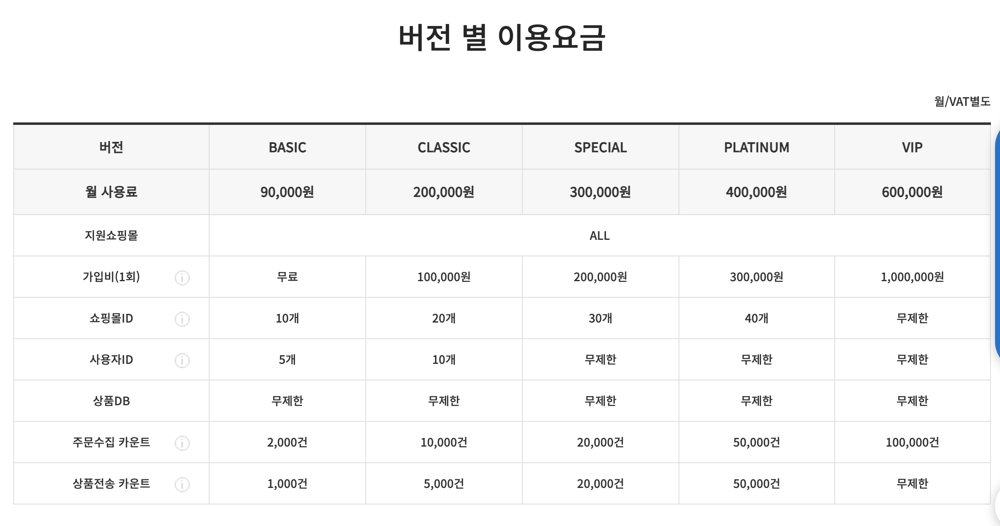 버전 별 이용요금
월/VAT별도
버전 BASIC CLASSIC SPECIAL PLATINUM VIP
월 사용료 90,000원 200,000원 300,000원 400,000원 600,000원
지원쇼핑몰 ALL
가입비(1회) 무료 100,000원 200,000원 300,000원 1,000,000원
쇼핑몰ID 10개 20개 30개 40개 무제한
사용자ID 5개 10개 무제한 무제한 무제한
상품DB 무제한 무제한 무제한 무제한 무제한
주문수집 카운트 2,000건 10,000건 20,000건 50,000건 100,000건
상품전송 카운트 1,000건 5,000건 20,000건 50,000건 무제한